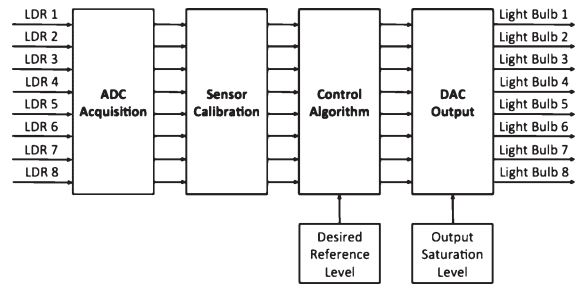 LDR 1
LDR 2
LDR 3
LDR 4
LDR 5
LDR 6
LDR 7
LDR 8
ADC
Acquisition
Sensor
Calibration
Control
Algorithm
DAC
Output
Light Bulb 1
Light Bulb 2
Light Bulb 3
Light Bulb 4
Light Bulb 5
Light Bulb 6
Light Bulb 7
Light Bulb 8
Desired
Reference
Level
Output
Saturation
Level